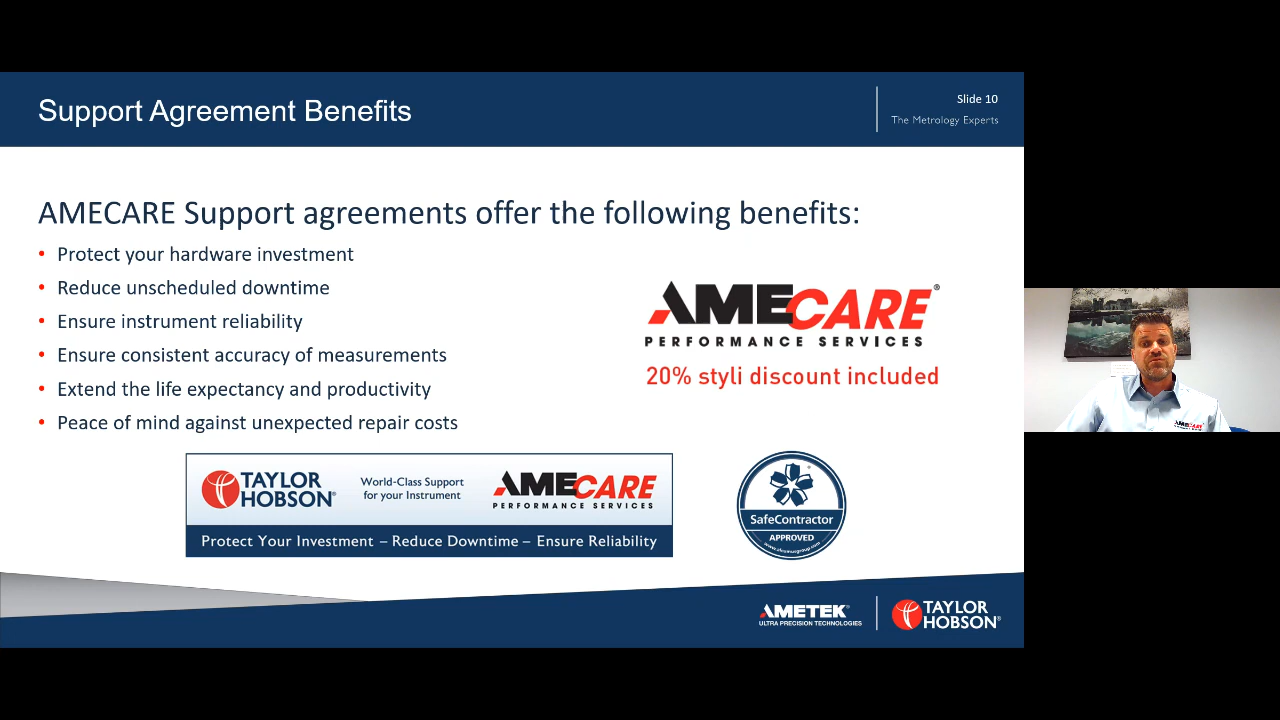 Support Agreement Benefits
Slide 10
The Metrology Experts
AMECARE Support agreements offer the following benefits:
• Protect your hardware investment
• Reduce unscheduled downtime
• Ensure instrument reliability
• Ensure consistent accuracy of measurements
• Extend the life expectancy and productivity
• Peace of mind against unexpected repair costs
AMECARE®
PERFORMANCE SERVICES
20% styli discount included
TAYLOR
HOBSON®
World-Class Support
for your Instrument
AMECARE
PERFORMANCE SERVICES
Protect Your Investment – Reduce Downtime – Ensure Reliability
SafeContractor
APPROVED
AMETEK®
ULTRA PRECISION TECHNOLOGIES
TAYLOR
HOBSON®
AMECARE